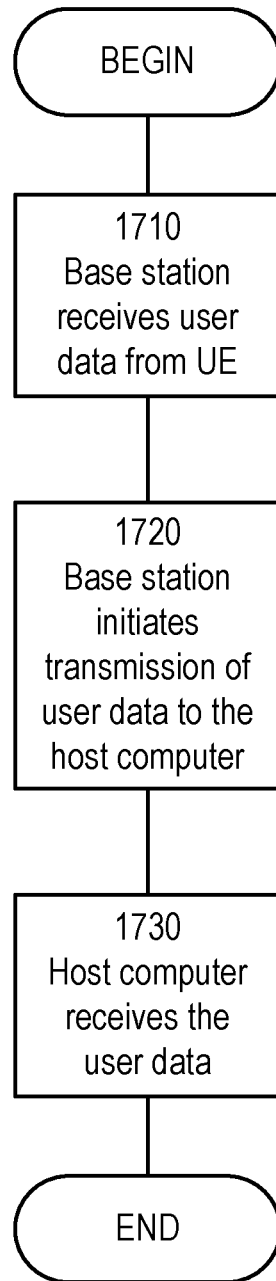 BEGIN
1710
Base station
receives user
data from UE
1720
Base station
initiates
transmission of
user data to the
host computer
1730
Host computer
receives the
user data
END